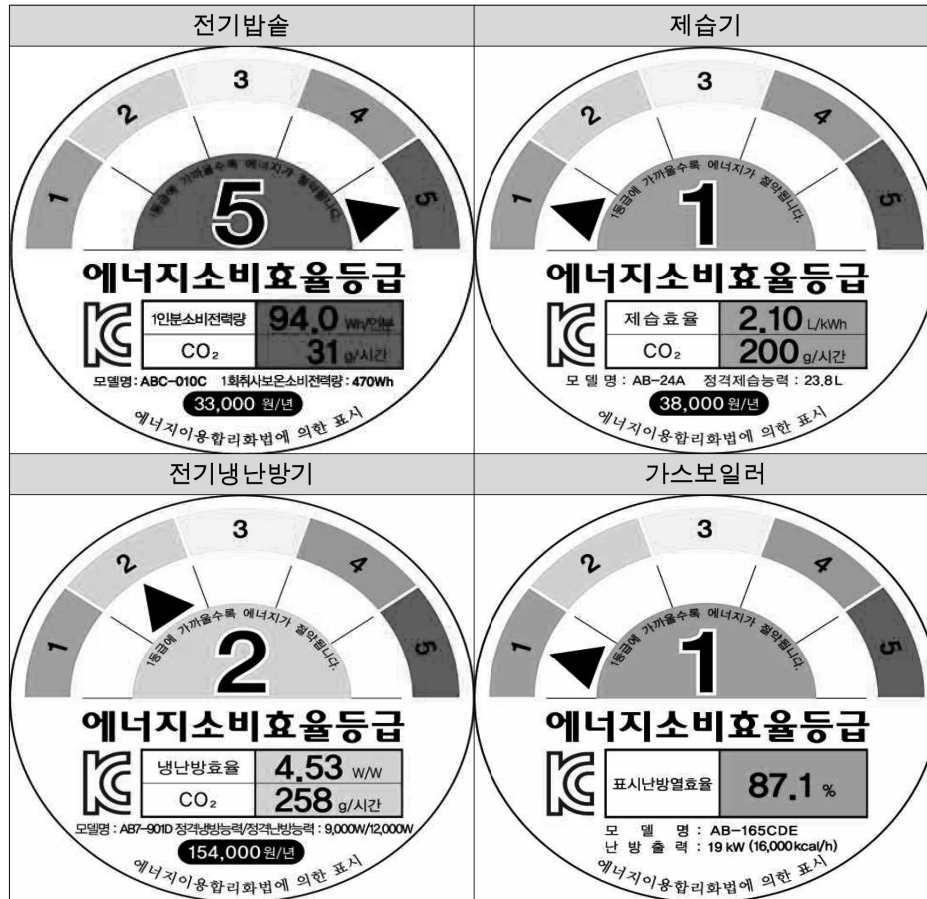 전기밥솥
1
2
3
4
5
1등급에 가까울수록 에너지가 절약됩니다.
5
에너지소비효율등급
1인분소비전력량 94.0 Wh/인분
CO₂ 31 g/시간
모델명 : ABC-010C 1회취사보온소비전력량 : 470Wh
33,000 원/년
에너지이용합리화법에 의한 표시
제습기
1
2
3
4
5
1등급에 가까울수록 에너지가 절약됩니다.
1
에너지소비효율등급
제습효율 2.10 L/kWh
CO₂ 200 g/시간
모델명 : AB-24A 정격제습능력 : 23.8L
38,000 원/년
에너지이용합리화법에 의한 표시
전기냉난방기
1
2
3
4
5
1등급에 가까울수록 에너지가 절약됩니다.
2
에너지소비효율등급
냉난방효율 4.53 W/W
CO₂ 258 g/시간
모델명 : AB7-901D 정격냉방능력/정격난방능력 : 9,000W/12,000W
154,000 원/년
에너지이용합리화법에 의한 표시
가스보일러
1
2
3
4
5
1등급에 가까울수록 에너지가 절약됩니다.
1
에너지소비효율등급
표시난방열효율 87.1 %
모델명 : AB-165CDE
난방출력 : 19 kW (16,000kcal/h)
에너지이용합리화법에 의한 표시